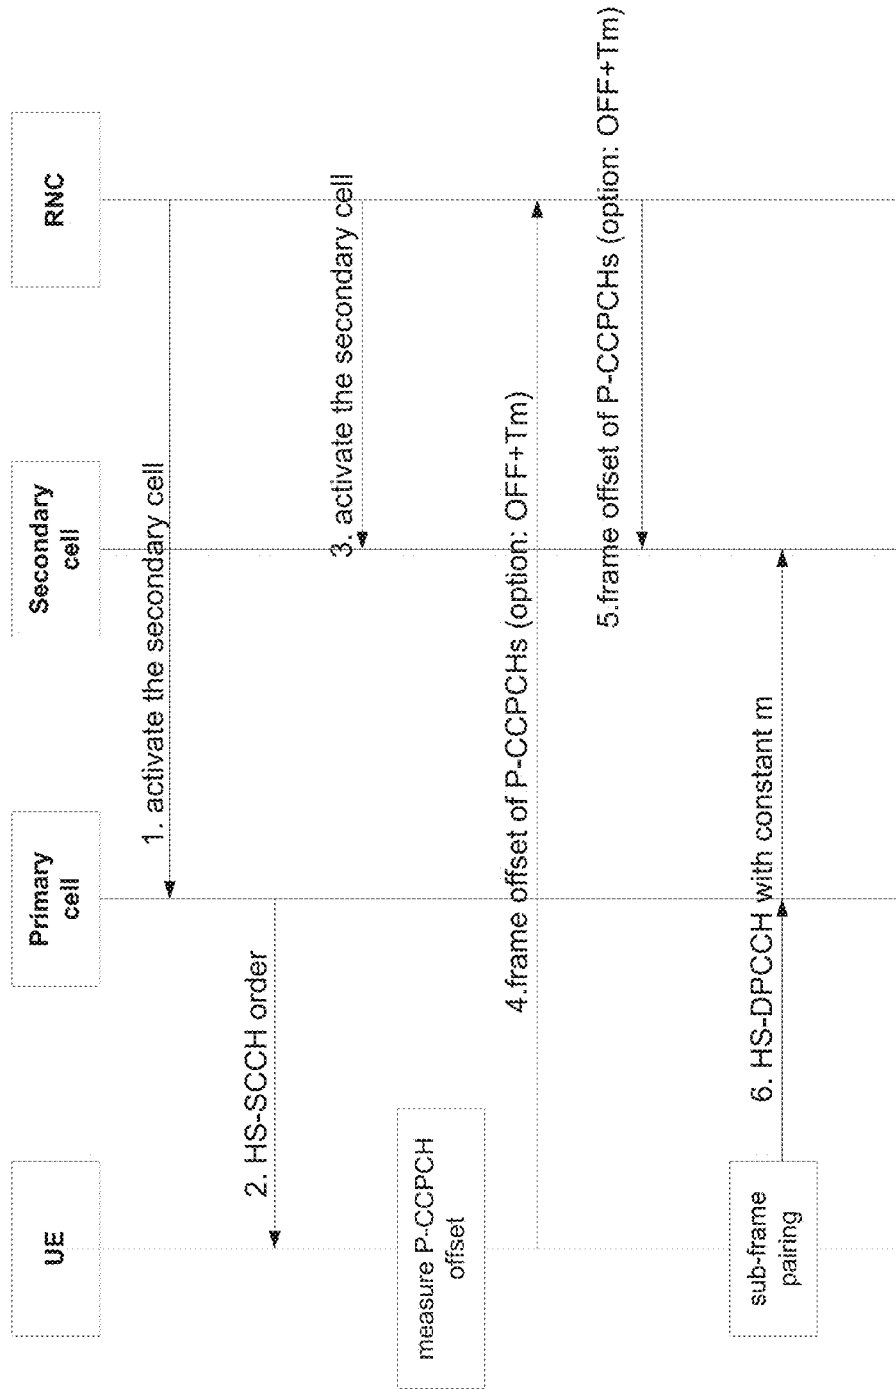 UE
Primary
cell
Secondary
cell
RNC
1. activate the secondary cell
2. HS-SCCH order
3. activate the secondary cell
measure P-CCPCH
offset
4.frame offset of P-CCPCHs (option: OFF+Tm)
5.frame offset of P-CCPCHs (option: OFF+Tm)
sub-frame
pairing
6. HS-DPCCH with constant m